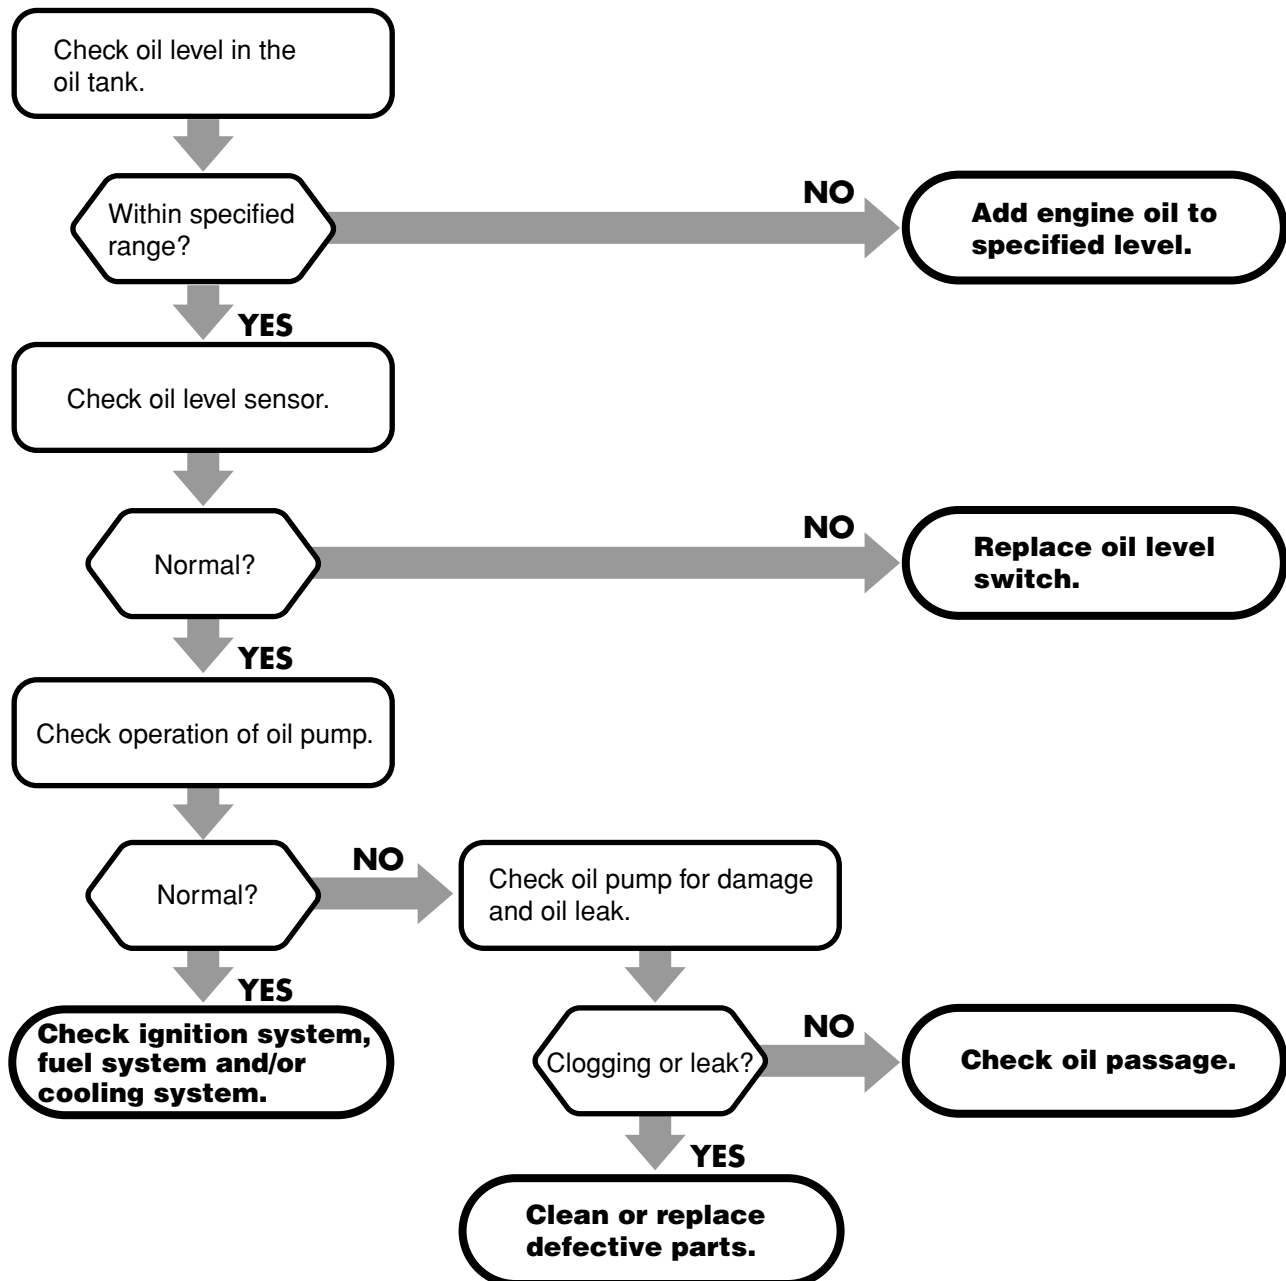 Check oil level in the
oil tank.
Within specified
range?
NO
Add engine oil to
specified level.
YES
Check oil level sensor.
Normal?
NO
Replace oil level
switch.
YES
Check operation of oil pump.
Normal?
NO
Check oil pump for damage
and oil leak.
YES
Check ignition system,
fuel system and/or
cooling system.
Clogging or leak?
NO
Check oil passage.
YES
Clean or replace
defective parts.